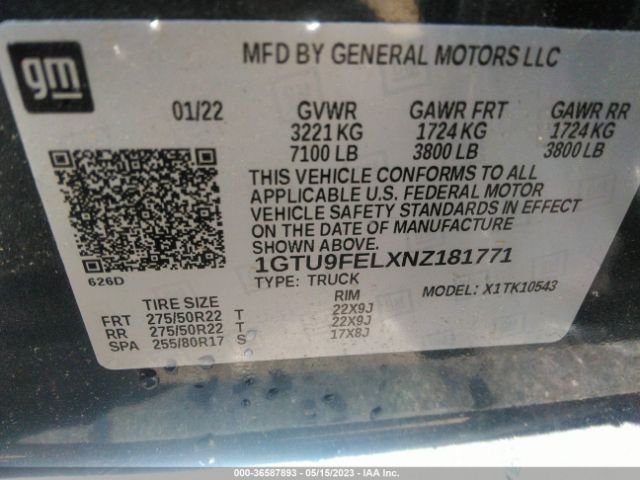 gm
MFD BY GENERAL MOTORS LLC
01/22 GVWR GAWR FRT GAWR RR
3221 KG 1724 KG 1724 KG
7100 LB 3800 LB 3800 LB
THIS VEHICLE CONFORMS TO ALL
APPLICABLE U.S. FEDERAL MOTOR
VEHICLE SAFETY STANDARDS IN EFFECT
ON THE DATE OF MANUFACTURE
SHOWN ABOVE.
626D
1GTU9FELXNZ181771
TYPE: TRUCK MODEL: X1TK10543
TIRE SIZE RIM
FRT 275/50R22 T 22X9J
RR 275/50R22 T 22X9J
SPA 255/80R17 S 17X8J
000-36587893 - 05/15/2023 - IAA Inc.